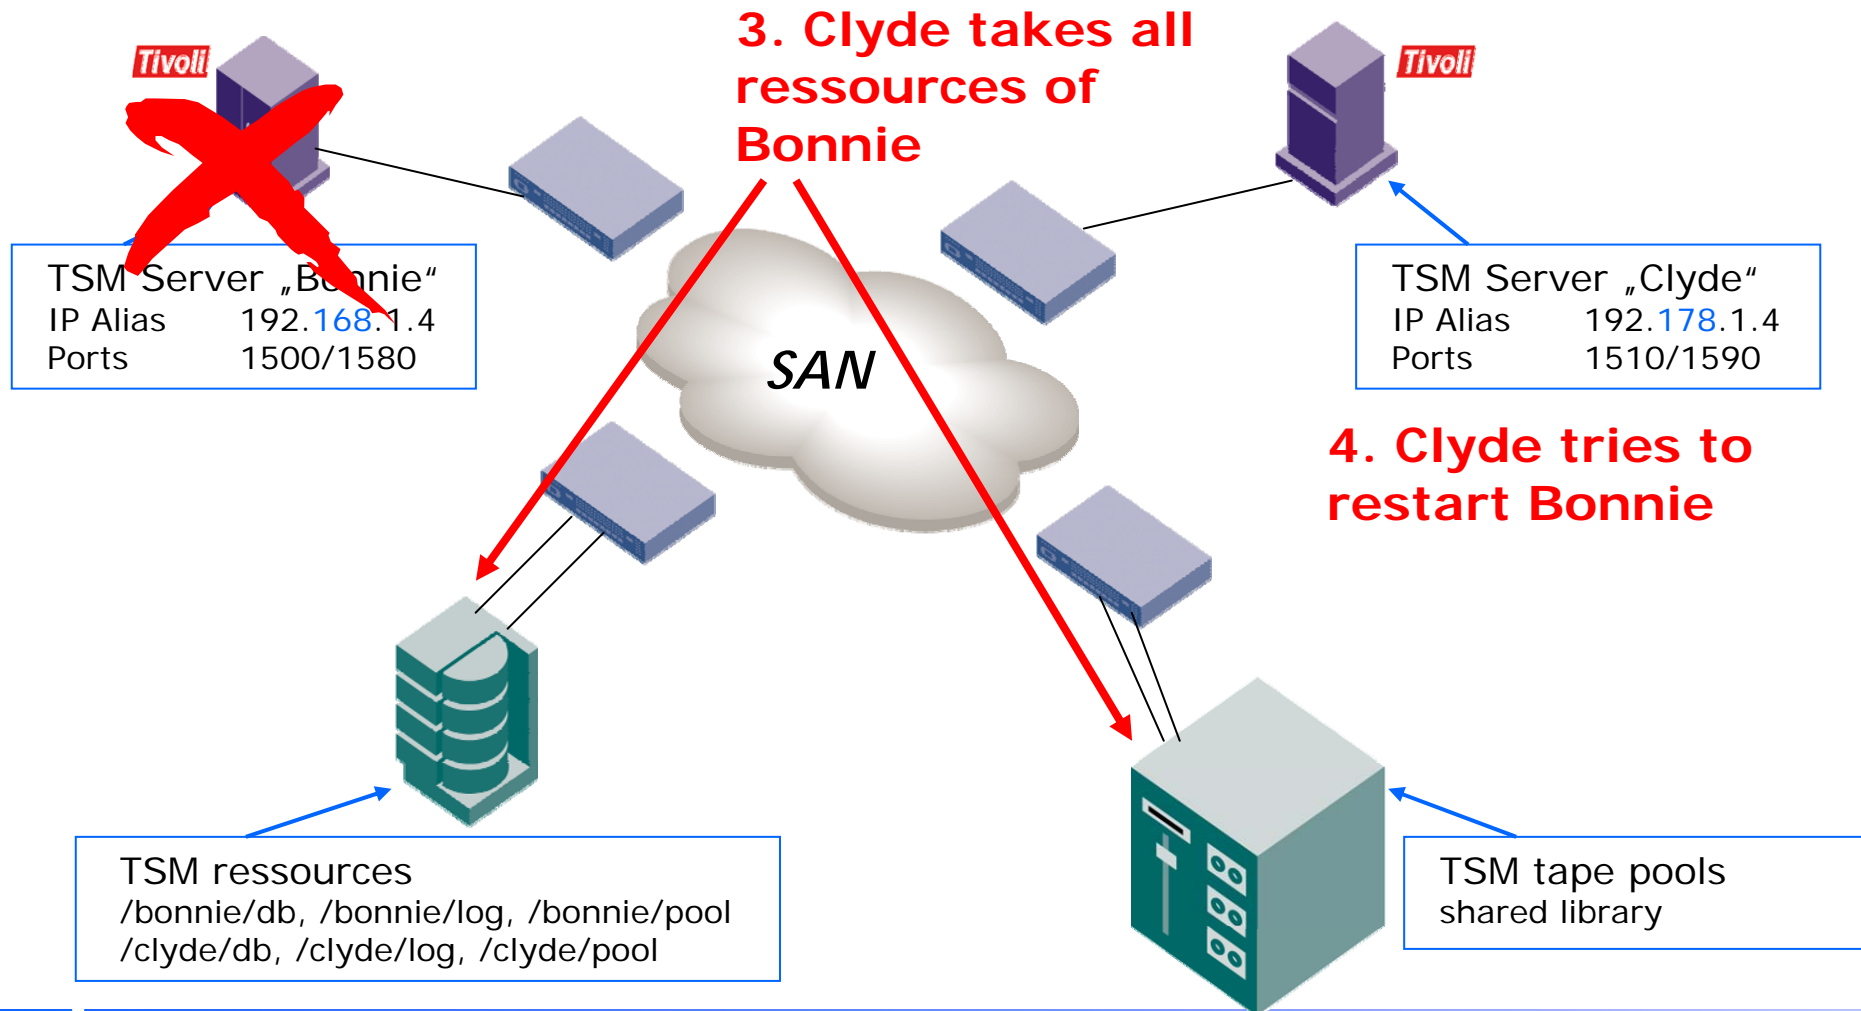 Tivoli
3. Clyde takes all
ressources of
Bonnie
Tivoli
TSM Server „Bonnie“
IP Alias 192.168.1.4
Ports 1500/1580
TSM Server „Clyde“
IP Alias 192.178.1.4
Ports 1510/1590
SAN
4. Clyde tries to
restart Bonnie
TSM ressources
/bonnie/db, /bonnie/log, /bonnie/pool
/clyde/db, /clyde/log, /clyde/pool
TSM tape pools
shared library